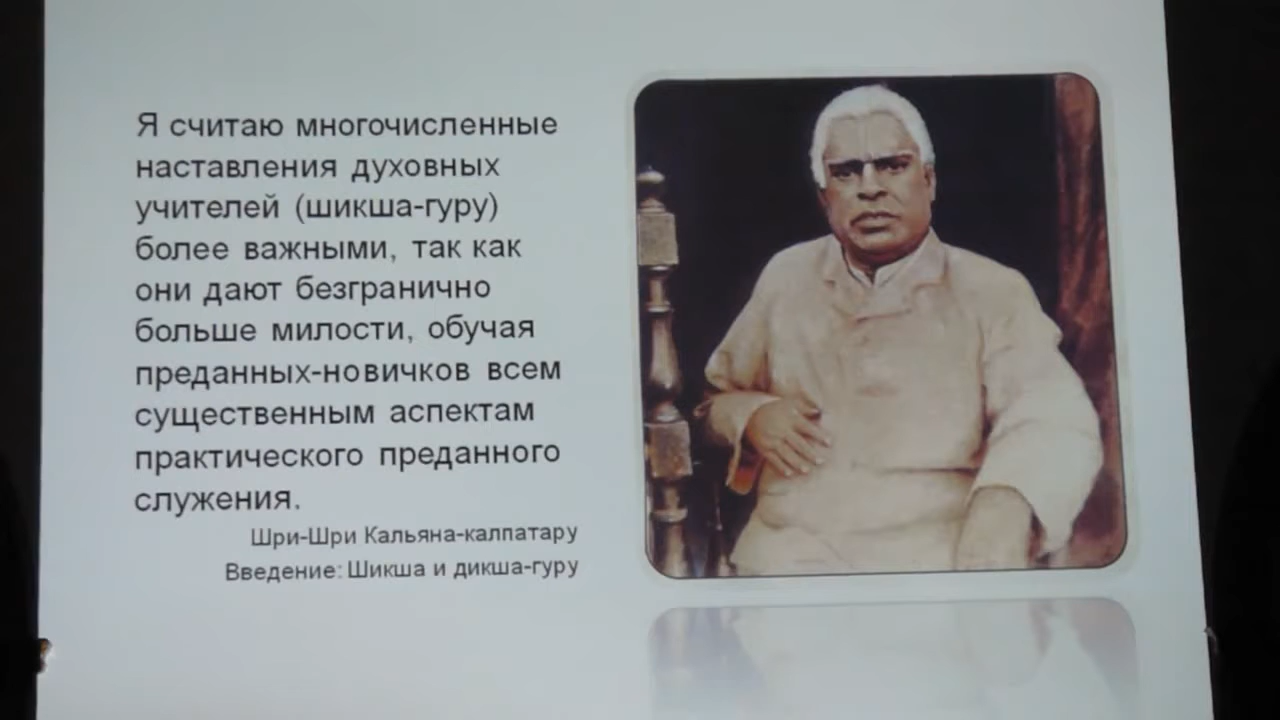 Я считаю многочисленные
наставления духовных
учителей (шикша-гуру)
более важными, так как
они дают безгранично
больше милости, обучая
преданных-новичков всем
существенным аспектам
практического преданного
служения.
Шри-Шри Кальяна-калпатару
Введение: Шикша и дикша-гуру